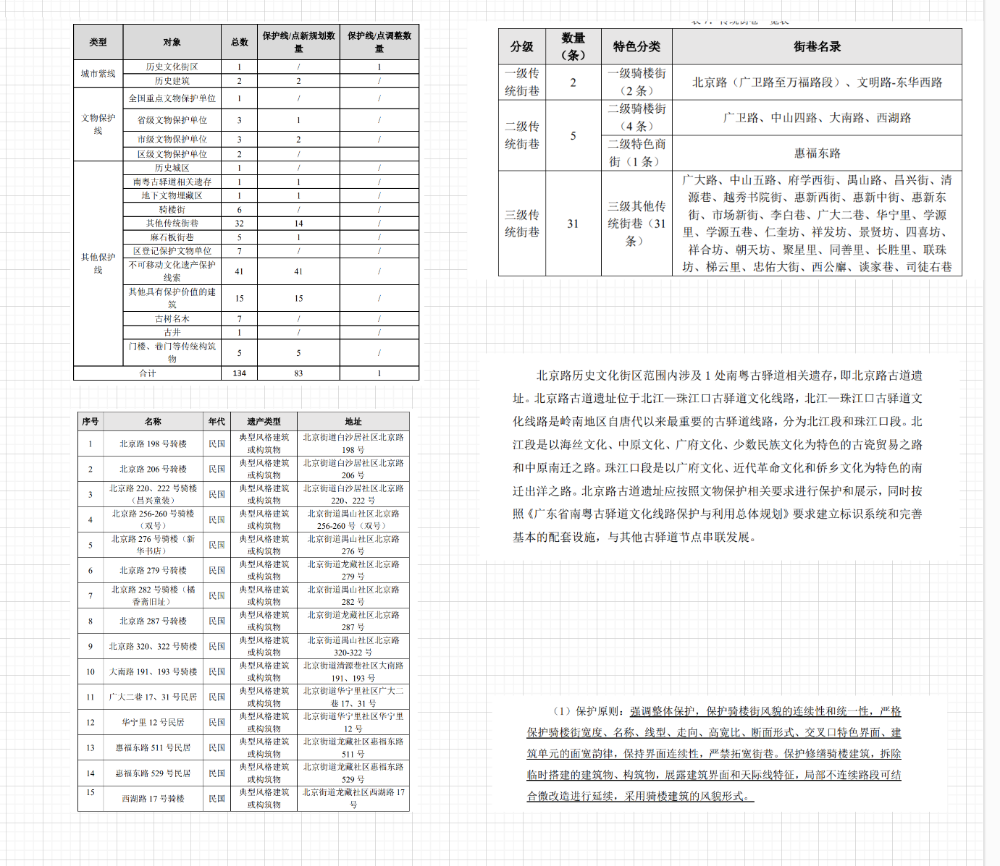 类型 对象 总数 保护线/点新规划数量 保护线/点调整数量
城市紫线 历史文化街区 1 / 1
历史建筑 2 2 /
文物保护线 全国重点文物保护单位 1 / /
省级文物保护单位 3 1 /
市级文物保护单位 3 2 /
区级文物保护单位 2 / /
其他保护线 历史城区 1 / /
南粤古驿道相关遗存 1 1 /
地下文物埋藏区 1 1 /
骑楼街 6 / /
其他传统街巷 32 14 /
麻石板街巷 5 1 /
区登记保护文物单位 7 / /
不可移动文化遗产保护线索 41 41 /
其他具有保护价值的建筑 15 15 /
古树名木 7 / /
古井 1 / /
门楼、巷门等传统构筑物 5 5 /
合计 134 83 1
序号 名称 年代 遗产类型 地址
1 北京路 198 号骑楼 民国 典型风格建筑或构筑物 北京街道白沙居社区北京路 198 号
2 北京路 206 号骑楼 民国 典型风格建筑或构筑物 北京街道白沙居社区北京路 206 号
3 北京路 220、222 号骑楼（昌兴童装） 民国 典型风格建筑或构筑物 北京街道白沙居社区北京路 220、222 号
4 北京路 256-260 号骑楼（双号） 民国 典型风格建筑或构筑物 北京街道禺山社区北京路 256-260 号（双号）
5 北京路 276 号骑楼（新华书店） 民国 典型风格建筑或构筑物 北京街道禺山社区北京路 276 号
6 北京路 279 号骑楼 民国 典型风格建筑或构筑物 北京街道龙藏社区北京路 279 号
7 北京路 282 号骑楼（橘香斋旧址） 民国 典型风格建筑或构筑物 北京街道禺山社区北京路 282 号
8 北京路 287 号骑楼 民国 典型风格建筑或构筑物 北京街道龙藏社区北京路 287 号
9 北京路 320、322 号骑楼 民国 典型风格建筑或构筑物 北京街道禺山社区北京路 320-322 号
10 大南路 191、193 号骑楼 民国 典型风格建筑或构筑物 北京街道清源巷社区大南路 191、193 号
11 广大二巷 17、31 号民居 民国 典型风格建筑或构筑物 北京街道华宁里社区广大二巷 17、31 号
12 华宁里 12 号民居 民国 典型风格建筑或构筑物 北京街道华宁里社区华宁里 12 号
13 惠福东路 511 号民居 民国 典型风格建筑或构筑物 北京街道龙藏社区惠福东路 511 号
14 惠福东路 529 号民居 民国 典型风格建筑或构筑物 北京街道龙藏社区惠福东路 529 号
15 西湖路 17 号骑楼 民国 典型风格建筑或构筑物 北京街道龙藏社区西湖路 17 号
分级 数量（条） 特色分类 街巷名录
一级传统街巷 2 一级骑楼街（2 条） 北京路（广卫路至万福路段）、文明路-东华西路
二级传统街巷 5 二级骑楼街（4 条） 广卫路、中山四路、大南路、西湖路
二级特色商街（1 条） 惠福东路
三级传统街巷 31 三级其他传统街巷（31 条） 广大路、中山五路、府学西街、禺山路、昌兴街、清
源巷、越秀书院街、惠新西街、惠新中街、惠新东
街、市场新街、李白巷、广大二巷、华宁里、学源
里、学源五巷、仁奎坊、祥发坊、景贤坊、四喜坊、
祥合坊、朝天坊、聚星里、同善里、长胜里、联珠
坊、梯云里、忠佑大街、西公廨、谈家巷、司徒右巷
北京路历史文化街区范围内涉及 1 处南粤古驿道相关遗存，即北京路古道遗
址。北京路古道遗址位于北江—珠江口古驿道文化线路，北江—珠江口古驿道文
化线路是岭南地区自唐代以来最重要的古驿道线路，分为北江段和珠江口段。北
江段是以海丝文化、中原文化、广府文化、少数民族文化为特色的古瓷贸易之路
和中原南迁之路。珠江口段是以广府文化、近代革命文化和侨乡文化为特色的南
迁出洋之路。北京路古道遗址应按照文物保护相关要求进行保护和展示，同时按
照《广东省南粤古驿道文化线路保护与利用总体规划》要求建立标识系统和完善
基本的配套设施，与其他古驿道节点串联发展。
（1）保护原则：强调整体保护，保护骑楼街风貌的连续性和统一性，严格
保护骑楼街宽度、名称、线型、走向、高宽比、断面形式、交叉口特色界面、建
筑单元的面宽韵律，保持界面连续性，严禁拓宽街巷。保护修缮骑楼建筑，拆除
临时搭建的建筑物、构筑物，展露建筑界面和天际线特征，局部不连续路段可结
合微改造进行延续，采用骑楼建筑的风貌形式。